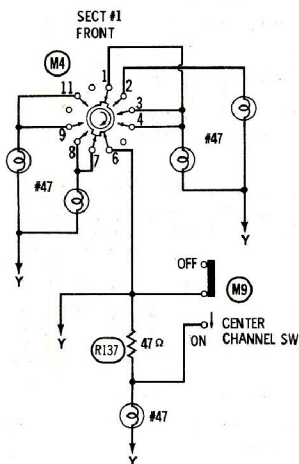 SECT #1
FRONT
M4
11
1
2
3
4
9
8
7
6
#47
#47
Y
Y
OFF
M9
Y
R137
47 Ω
ON
CENTER
CHANNEL SW
#47
Y